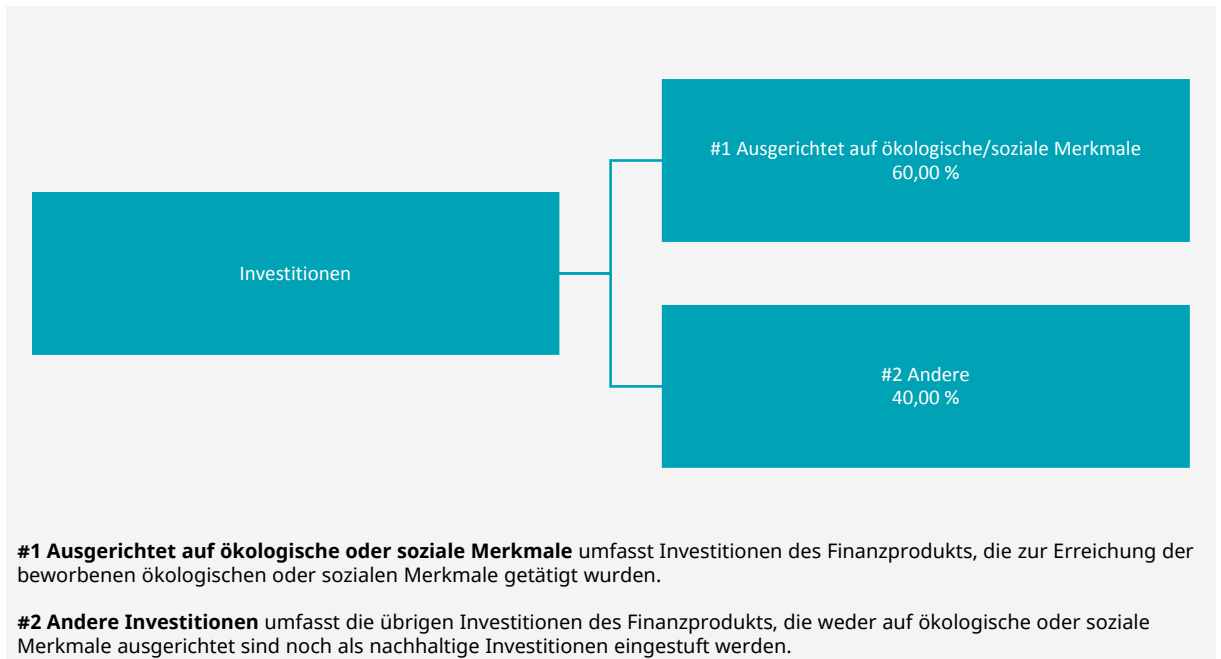 #1 Ausgerichtet auf ökologische/soziale Merkmale
60,00 %
Investitionen
#2 Andere
40,00 %
#1 Ausgerichtet auf ökologische oder soziale Merkmale umfasst Investitionen des Finanzprodukts, die zur Erreichung der
beworbenen ökologischen oder sozialen Merkmale getätigt wurden.
#2 Andere Investitionen umfasst die übrigen Investitionen des Finanzprodukts, die weder auf ökologische oder soziale
Merkmale ausgerichtet sind noch als nachhaltige Investitionen eingestuft werden.